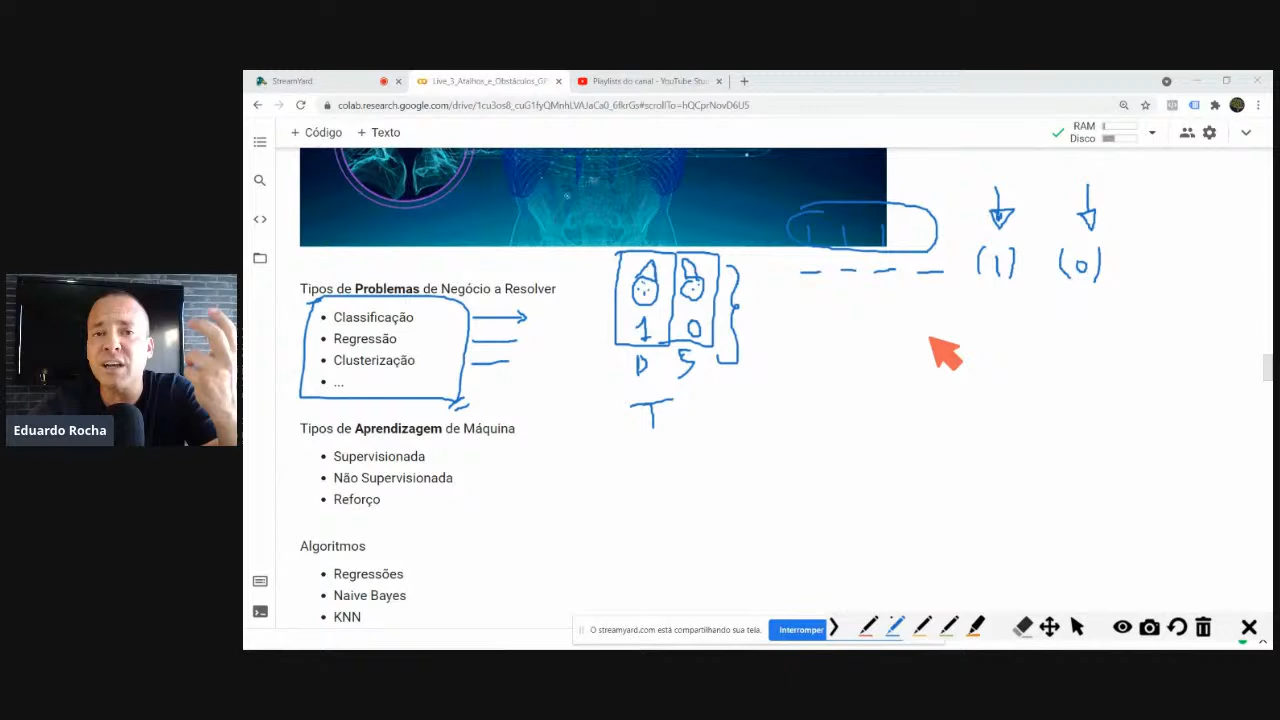 StreamYard
Live_3_Atalhos_e_Obstáculos_GP
Playlists do canal - YouTube Stu
colab.research.google.com/drive/1cu3os8_cuG1fyQMnhLVAJaCa0_6fkrGs#scrollTo=hQCprNovD6U5
+ Código + Texto
RAM
Disco
(1) (0)
Tipos de Problemas de Negócio a Resolver
Classificação
Regressão
Clusterização
...
1 0
D S
T
Tipos de Aprendizagem de Máquina
Supervisionada
Não Supervisionada
Reforço
Algoritmos
Regressões
Naive Bayes
KNN
Eduardo Rocha
O streamyard.com está compartilhando sua tela.
Interromper